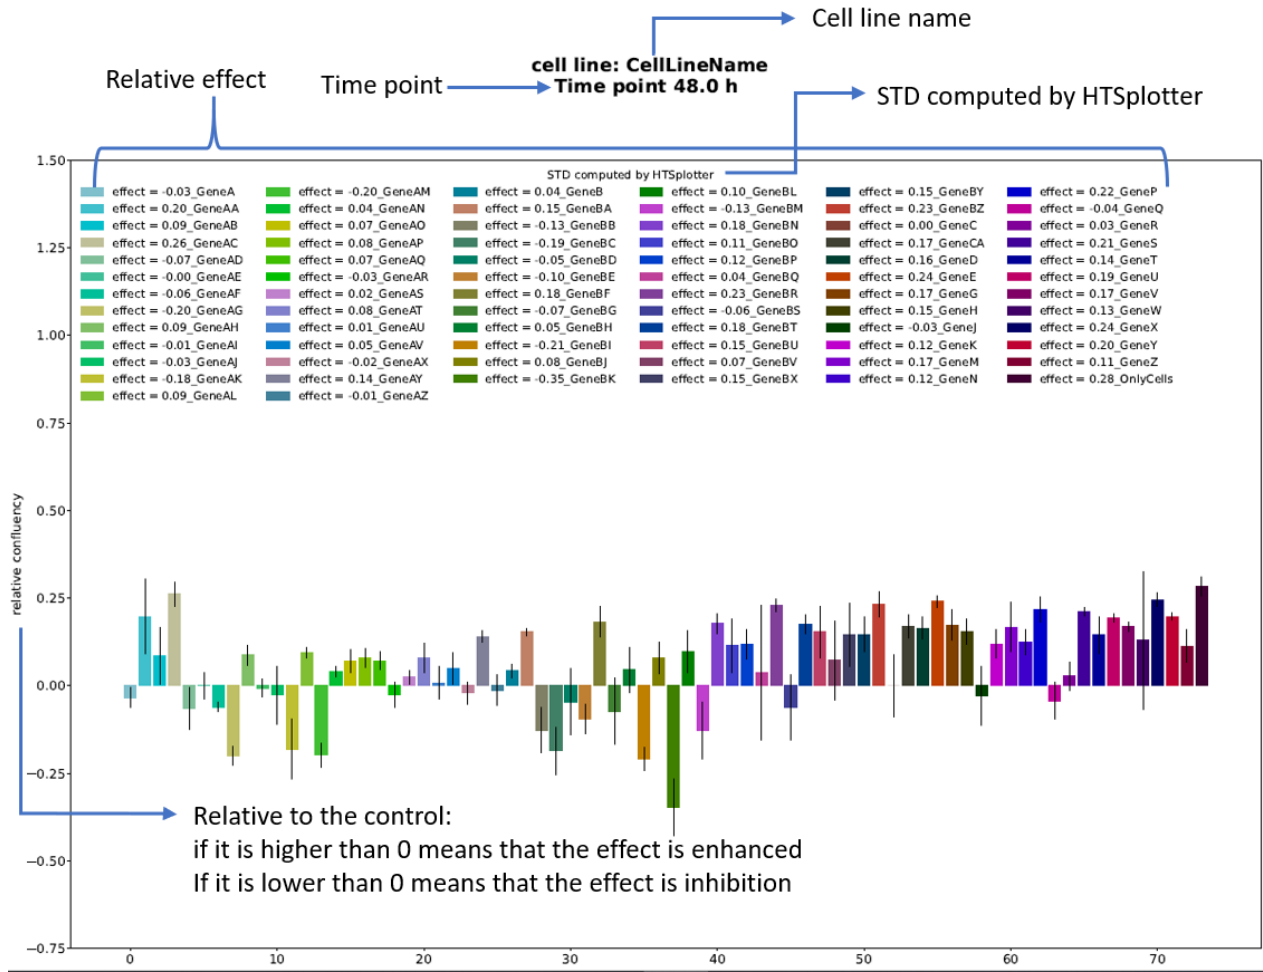 Cell line name
cell line: CellLineName
Relative effect
Time point
Time point 48.0 h
STD computed by HTSplotter
1.50
STD computed by HTSplotter
effect = -0.03_GeneA
effect = 0.20_GeneAA
effect = 0.09_GeneAB
effect = 0.26_GeneAC
effect = -0.07_GeneAD
effect = -0.00_GeneAE
effect = -0.06_GeneAF
effect = -0.20_GeneAG
effect = 0.09_GeneAH
effect = -0.01_GeneAI
effect = -0.03_GeneAJ
effect = -0.18_GeneAK
effect = 0.09_GeneAL
effect = -0.20_GeneAM
effect = 0.04_GeneAN
effect = 0.07_GeneAO
effect = 0.08_GeneAP
effect = 0.07_GeneAQ
effect = -0.03_GeneAR
effect = 0.02_GeneAS
effect = 0.08_GeneAT
effect = 0.01_GeneAU
effect = 0.05_GeneAV
effect = -0.02_GeneAX
effect = 0.14_GeneAY
effect = -0.01_GeneAZ
effect = 0.04_GeneB
effect = 0.15_GeneBA
effect = -0.13_GeneBB
effect = -0.19_GeneBC
effect = -0.05_GeneBD
effect = -0.10_GeneBE
effect = 0.18_GeneBF
effect = -0.07_GeneBG
effect = 0.05_GeneBH
effect = -0.21_GeneBI
effect = 0.08_GeneBJ
effect = -0.35_GeneBK
effect = 0.10_GeneBL
effect = -0.13_GeneBM
effect = 0.18_GeneBN
effect = 0.11_GeneBO
effect = 0.12_GeneBP
effect = 0.04_GeneBQ
effect = 0.23_GeneBR
effect = -0.06_GeneBS
effect = 0.18_GeneBT
effect = 0.15_GeneBU
effect = 0.07_GeneBV
effect = 0.15_GeneBX
effect = 0.15_GeneBY
effect = 0.23_GeneBZ
effect = 0.00_GeneC
effect = 0.17_GeneCA
effect = 0.16_GeneD
effect = 0.24_GeneE
effect = 0.17_GeneG
effect = 0.15_GeneH
effect = -0.03_GeneJ
effect = 0.12_GeneK
effect = 0.17_GeneM
effect = 0.12_GeneN
effect = 0.22_GeneP
effect = -0.04_GeneQ
effect = 0.03_GeneR
effect = 0.21_GeneS
effect = 0.14_GeneT
effect = 0.19_GeneU
effect = 0.17_GeneV
effect = 0.13_GeneW
effect = 0.24_GeneX
effect = 0.20_GeneY
effect = 0.11_GeneZ
effect = 0.28_OnlyCells
1.25
1.00
0.75
0.50
0.25
0.00
−0.25
−0.50
−0.75
relative confluency
Relative to the control:
if it is higher than 0 means that the effect is enhanced
If it is lower than 0 means that the effect is inhibition
0 10 20 30 40 50 60 70